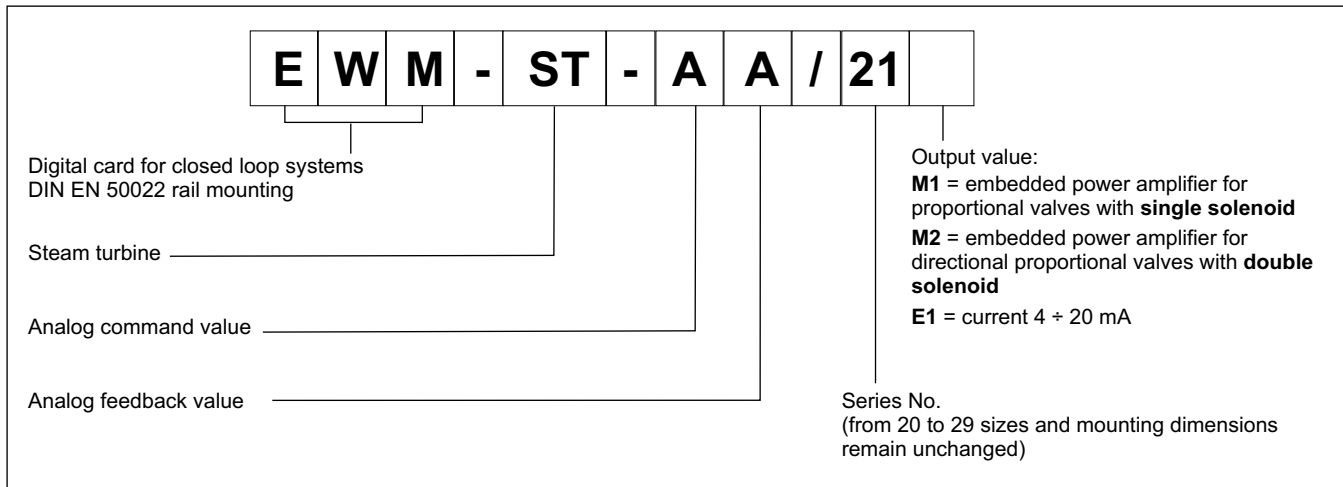 E W M - ST - A A / 21
Digital card for closed loop systems
DIN EN 50022 rail mounting
Steam turbine
Analog command value
Analog feedback value
Output value:
M1 = embedded power amplifier for
proportional valves with single solenoid
M2 = embedded power amplifier for
directional proportional valves with double
solenoid
E1 = current 4 ÷ 20 mA
Series No.
(from 20 to 29 sizes and mounting dimensions
remain unchanged)